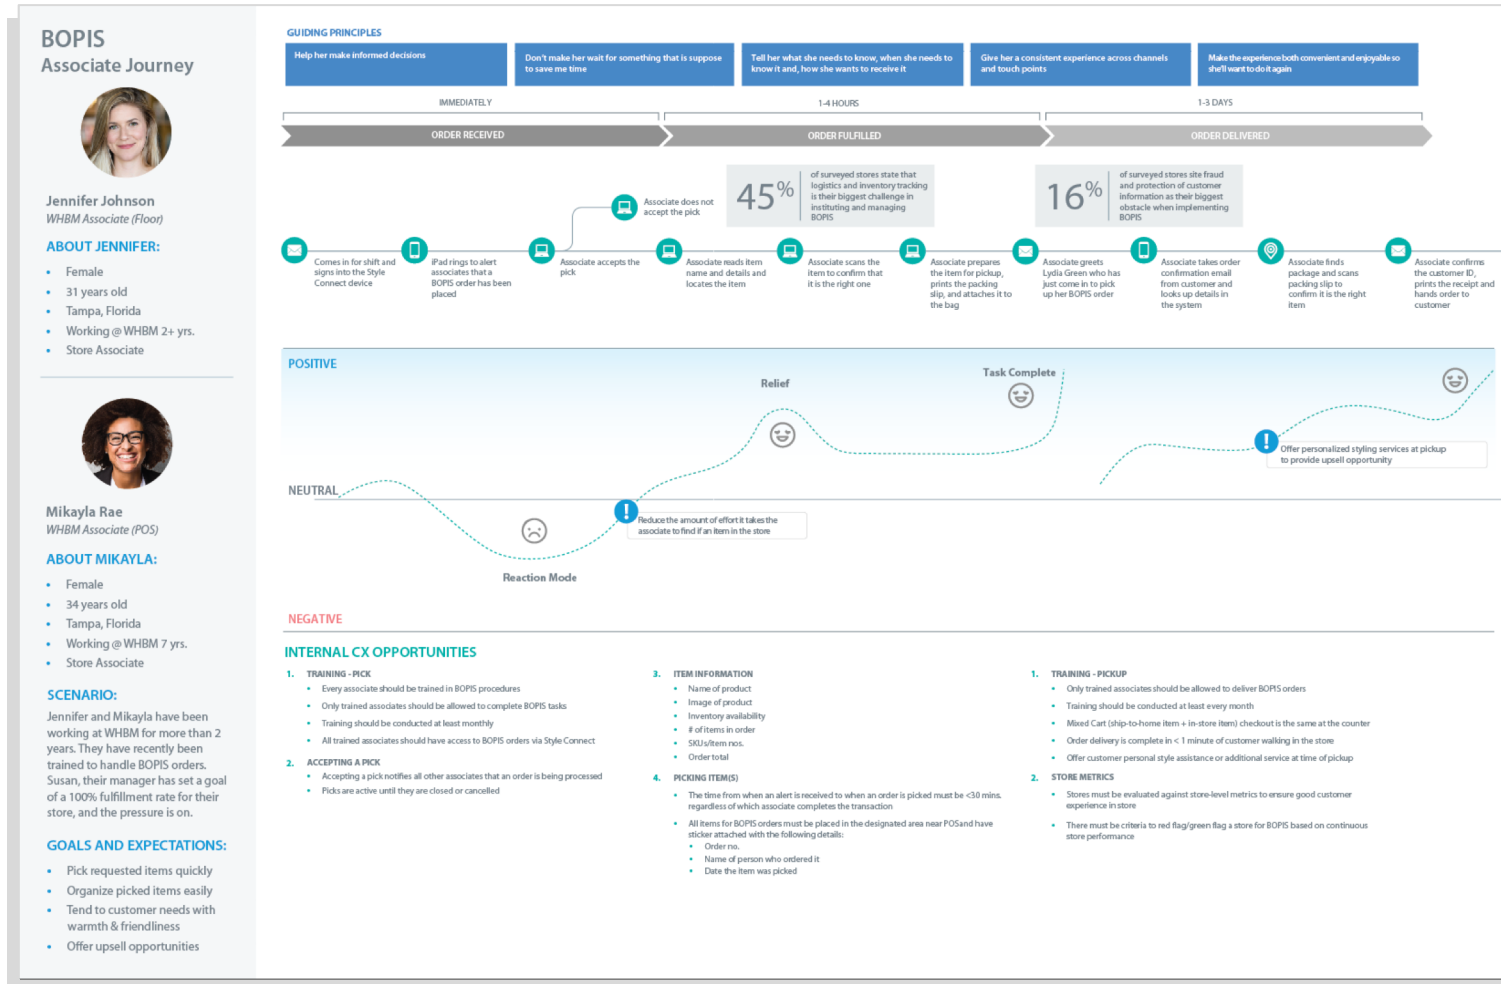 BOPIS
Associate Journey
Jennifer Johnson
WHBM Associate (Floor)
ABOUT JENNIFER:
• Female
• 31 years old
• Tampa, Florida
• Working @ WHBM 2+ yrs.
• Store Associate
Mikayla Rae
WHBM Associate (POS)
ABOUT MIKAYLA:
• Female
• 34 years old
• Tampa, Florida
• Working @ WHBM 7 yrs.
• Store Associate
SCENARIO:
Jennifer and Mikayla have been
working at WHBM for more than 2
years. They have recently been
trained to handle BOPIS orders.
Susan, their manager has set a goal
of a 100% fulfillment rate for their
store, and the pressure is on.
GOALS AND EXPECTATIONS:
• Pick requested items quickly
• Organize picked items easily
• Tend to customer needs with
warmth & friendliness
• Offer upsell opportunities
GUIDING PRINCIPLES
Help her make informed decisions
Don't make her wait for something that is suppose
to save me time
Tell her what she needs to know, when she needs to
know it and, how she wants to receive it
Give her a consistent experience across channels
and touch points
Make the experience both convenient and enjoyable so
she'll want to do it again
IMMEDIATELY
1-4 HOURS
1-3 DAYS
ORDER RECEIVED
ORDER FULFILLED
ORDER DELIVERED
45%
of surveyed stores state that
logistics and inventory tracking
is their biggest challenge in
instituting and managing
BOPIS
16%
of surveyed stores site fraud
and protection of customer
information as their biggest
obstacle when implementing
BOPIS
Associate does not
accept the pick
Comes in for shift and
signs into the Style
Connect device
iPad rings to alert
associates that a
BOPIS order has been
placed
Associate accepts the
pick
Associate reads item
name and details and
locates the item
Associate scans the
item to confirm that
it is the right one
Associate prepares
the item for pickup,
prints the packing
slip, and attaches it to
the bag
Associate greets
Lydia Green who has
just come in to pick
up her BOPIS order
Associate takes order
confirmation email
from customer and
looks up details in
the system
Associate finds
package and scans
packing slip to
confirm it is the right
item
Associate confirms
the customer ID,
prints the receipt and
hands order to
customer
POSITIVE
Relief
Task Complete
! Offer personalized styling services at pickup
to provide upsell opportunity
NEUTRAL
! Reduce the amount of effort it takes the
associate to find if an item in the store
Reaction Mode
NEGATIVE
INTERNAL CX OPPORTUNITIES
1. TRAINING - PICK
• Every associate should be trained in BOPIS procedures
• Only trained associates should be allowed to complete BOPIS tasks
• Training should be conducted at least monthly
• All trained associates should have access to BOPIS orders via Style Connect
2. ACCEPTING A PICK
• Accepting a pick notifies all other associates that an order is being processed
• Picks are active until they are closed or cancelled
3. ITEM INFORMATION
• Name of product
• Image of product
• Inventory availability
• # of items in order
• SKUs/item nos.
• Order total
4. PICKING ITEM(S)
• The time from when an alert is received to when an order is picked must be <30 mins.
regardless of which associate completes the transaction
• All items for BOPIS orders must be placed in the designated area near POSand have
sticker attached with the following details:
• Order no.
• Name of person who ordered it
• Date the item was picked
1. TRAINING - PICKUP
• Only trained associates should be allowed to deliver BOPIS orders
• Training should be conducted at least every month
• Mixed Cart (ship-to-home item + in-store item) checkout is the same at the counter
• Order delivery is complete in < 1 minute of customer walking in the store
• Offer customer personal style assistance or additional service at time of pickup
2. STORE METRICS
• Stores must be evaluated against store-level metrics to ensure good customer
experience in store
• There must be criteria to red flag/green flag a store for BOPIS based on continuous
store performance